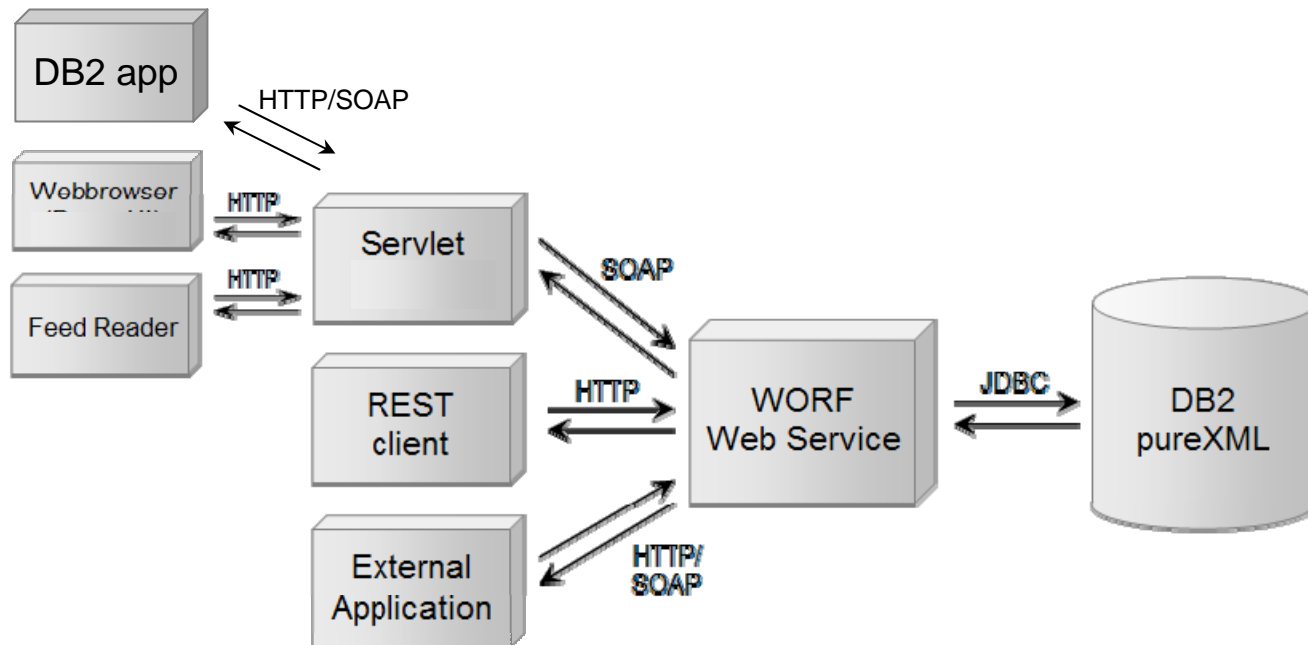 DB2 app
HTTP/SOAP
Webbrowser
HTTP
HTTP
Feed Reader
Servlet
SOAP
REST
client
HTTP
WORF
Web Service
JDBC
DB2
pureXML
External
Application
HTTP/
SOAP